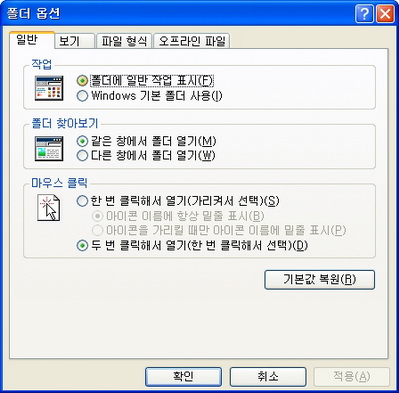 폴더 옵션
일반 보기 파일 형식 오프라인 파일
작업
폴더에 일반 작업 표시(F)
Windows 기본 폴더 사용(I)
폴더 찾아보기
같은 창에서 폴더 열기(M)
다른 창에서 폴더 열기(W)
마우스 클릭
한 번 클릭해서 열기(가리켜서 선택)(S)
아이콘 이름에 항상 밑줄 표시(B)
아이콘을 가리킬 때만 아이콘 이름에 밑줄 표시(P)
두 번 클릭해서 열기(한 번 클릭해서 선택)(D)
기본값 복원(R)
확인 취소 적용(A)